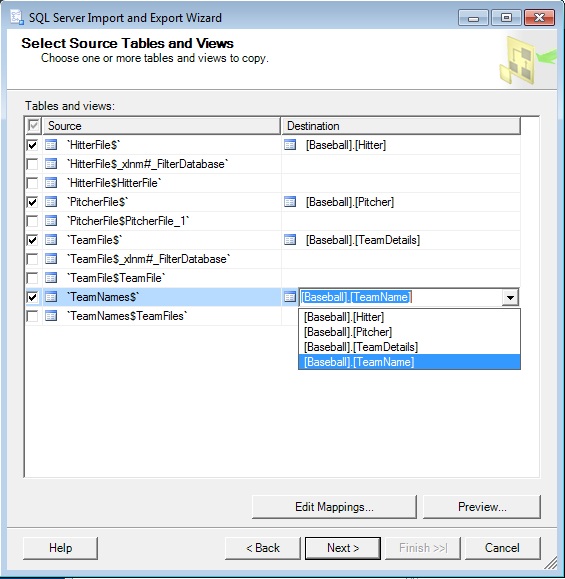 SQL Server Import and Export Wizard
Select Source Tables and Views
Choose one or more tables and views to copy.
Tables and views:
Source Destination
`HitterFile$` [Baseball].[Hitter]
`HitterFile$_xlnm#_FilterDatabase`
`HitterFile$HitterFile`
`PitcherFile$` [Baseball].[Pitcher]
`PitcherFile$PitcherFile_1`
`TeamFile$` [Baseball].[TeamDetails]
`TeamFile$_xlnm#_FilterDatabase`
`TeamFile$TeamFile`
`TeamNames$` [Baseball].[TeamName]
`TeamNames$TeamFiles`
[Baseball].[Hitter]
[Baseball].[Pitcher]
[Baseball].[TeamDetails]
[Baseball].[TeamName]
Edit Mappings... Preview...
Help < Back Next > Finish >>| Cancel